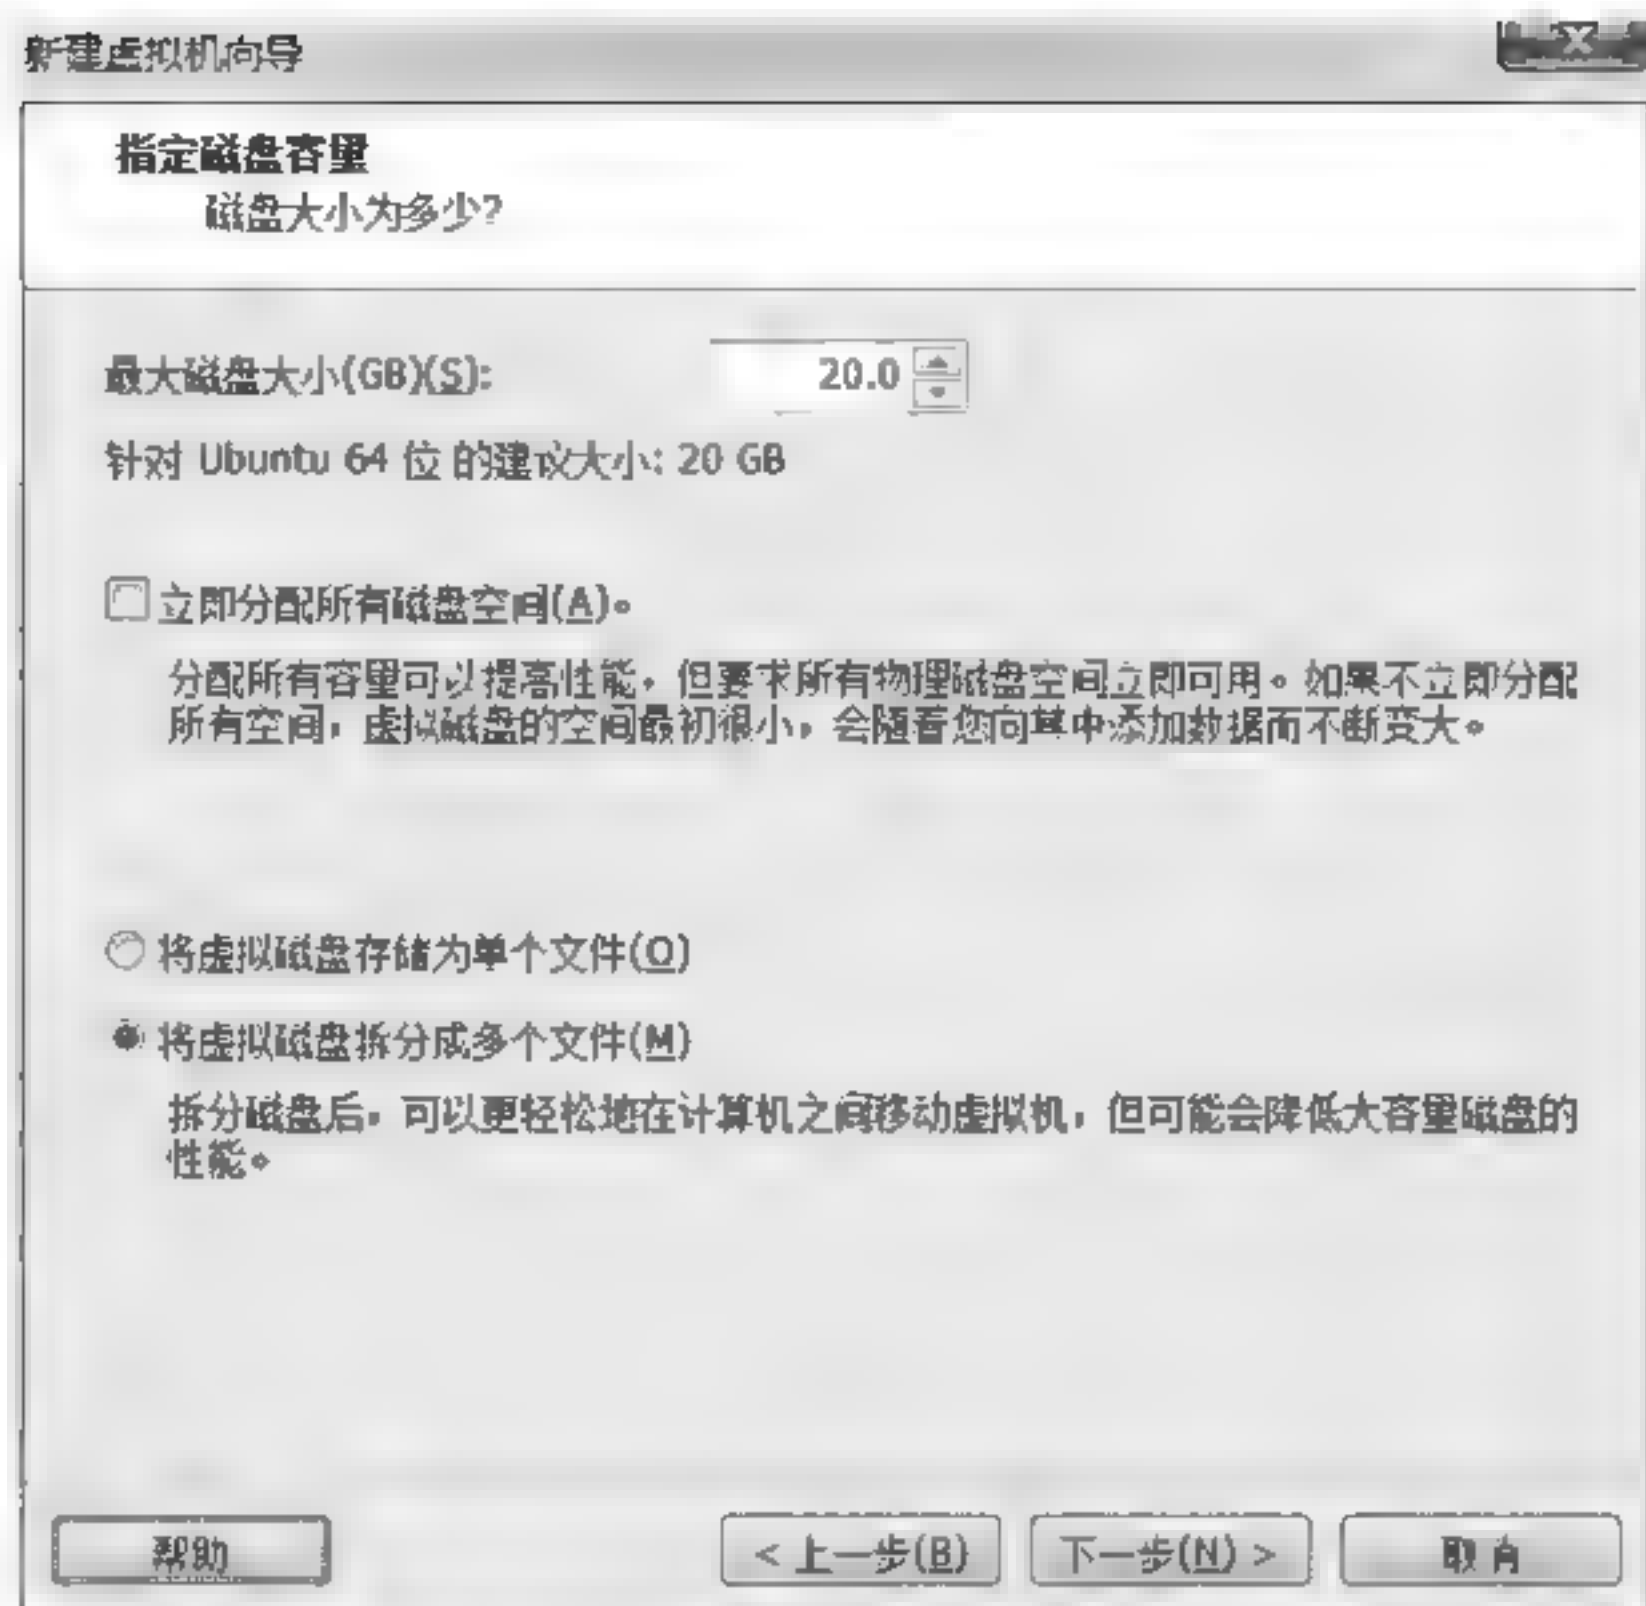 新建虚拟机向导
指定磁盘容量
磁盘大小为多少?
最大磁盘大小(GB)(S): 20.0
针对 Ubuntu 64 位 的建议大小: 20 GB
立即分配所有磁盘空间(A)。
分配所有容量可以提高性能，但要求所有物理磁盘空间立即可用。如果不立即分配
所有空间，虚拟磁盘的空间最初很小，会随着您向其中添加数据而不断变大。
将虚拟磁盘存储为单个文件(O)
将虚拟磁盘拆分成多个文件(M)
拆分磁盘后，可以更轻松地在计算机之间移动虚拟机，但可能会降低大容量磁盘的
性能。
帮助 < 上一步(B) 下一步(N) > 取消